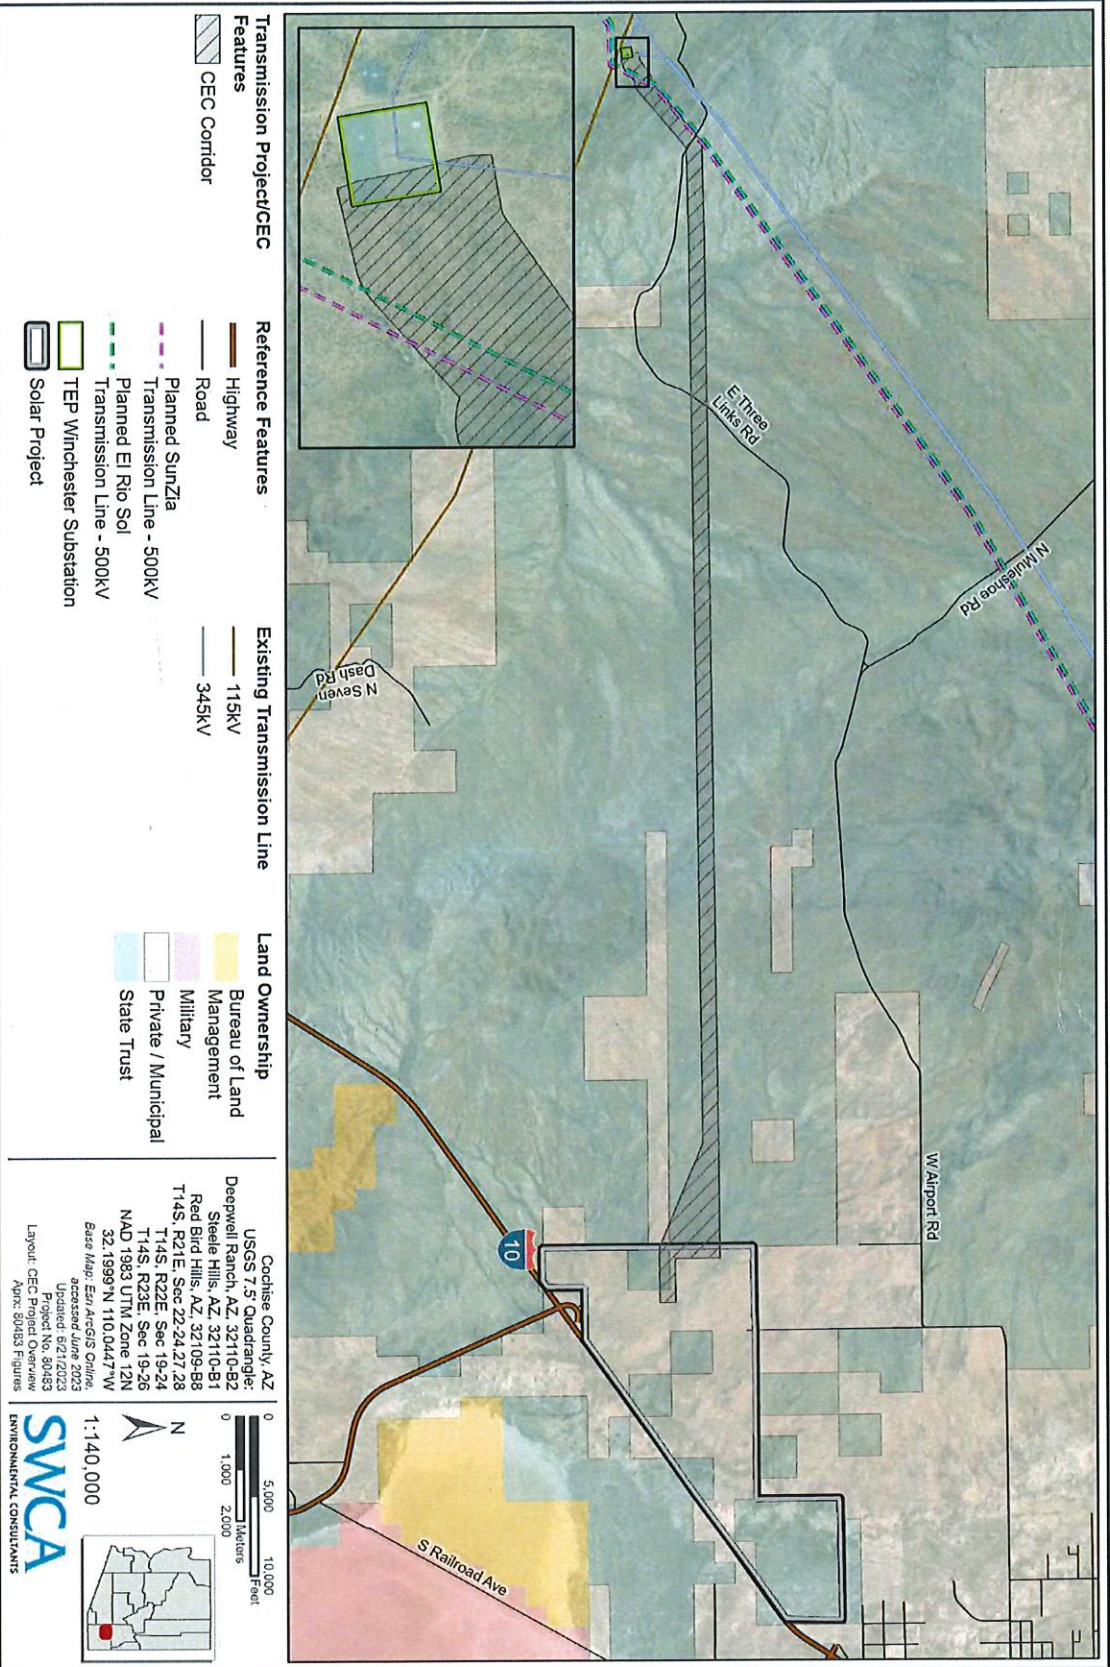 N Muleshoe Rd
E Three
Links Rd
W Airport Rd
N Seven
Dash Rd
10
S Railroad Ave
Transmission Project/CEC
Features
CEC Corridor
Reference Features
Highway
Road
Planned SunZia
Transmission Line - 500kV
Planned El Rio Sol
Transmission Line - 500kV
TEP Winchester Substation
Solar Project
Existing Transmission Line
115kV
345kV
Land Ownership
Bureau of Land
Management
Military
Private / Municipal
State Trust
Cochise County, AZ
USGS 7.5' Quadrangle:
Deepwell Ranch, AZ, 32110-B2
Steele Hills, AZ, 32110-B1
Red Bird Hills, AZ, 32109-B8
T14S, R21E, Sec 22-24,27,28
T14S, R22E, Sec 19-24
T14S, R23E, Sec 19-26
NAD 1983 UTM Zone 12N
32.1999°N 110.0447°W
Base Map: Esri ArcGIS Online,
accessed June 2023
Updated: 6/21/2023
Project No. 80483
Layout: CEC Project Overview
Aprx: 80483 Figures
0 5,000 10,000
Feet
Meters
0 1,000 2,000
N
1:140,000
SWCA
ENVIRONMENTAL CONSULTANTS